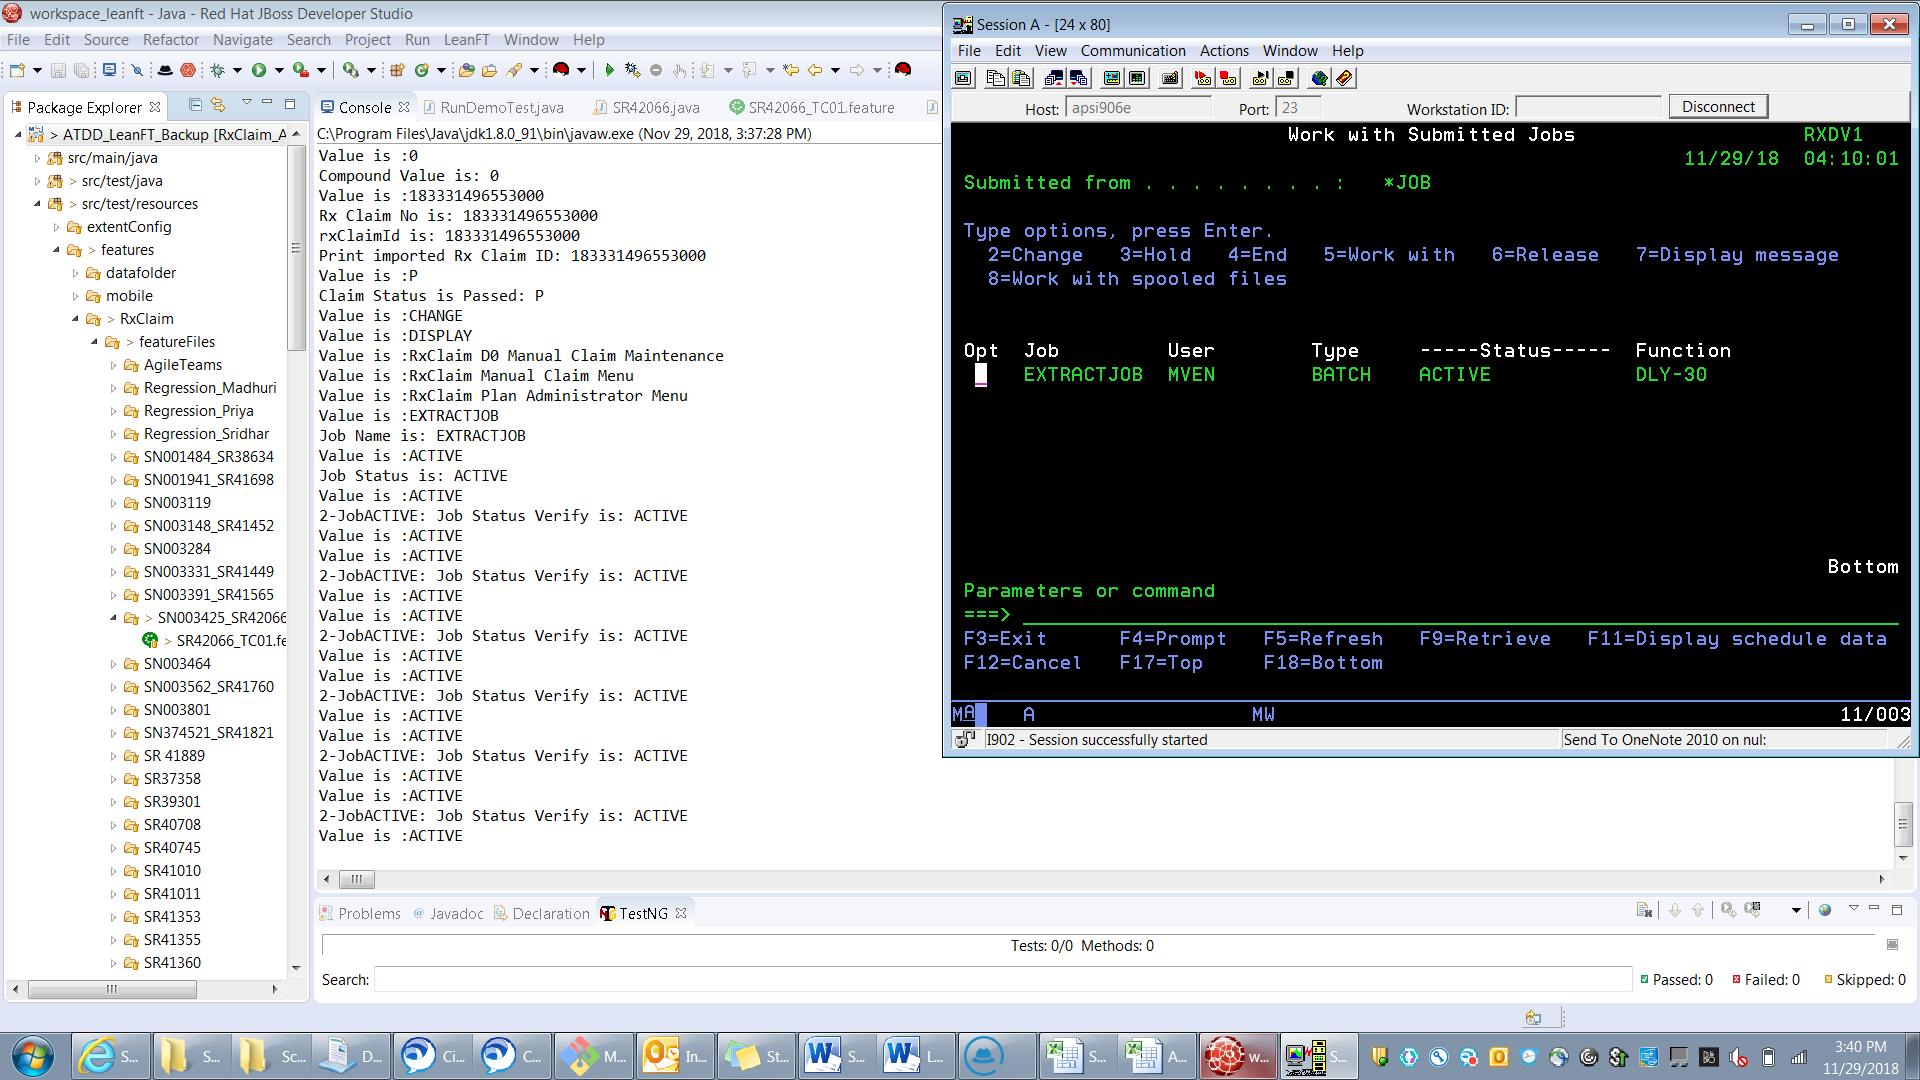 workspace_leanft - Java - Red Hat JBoss Developer Studio
File Edit Source Refactor Navigate Search Project Run LeanFT Window Help
Package Explorer
ATDD_LeanFT_Backup [RxClaim_A
src/main/java
> src/test/java
> src/test/resources
extentConfig
> features
datafolder
mobile
> RxClaim
> featureFiles
AgileTeams
Regression_Madhuri
Regression_Priya
Regression_Sridhar
SN001484_SR38634
SN001941_SR41698
SN003119
SN003148_SR41452
SN003284
SN003331_SR41449
SN003391_SR41565
> SN003425_SR42066
> SR42066_TC01.fe
SN003464
SN003562_SR41760
SN003801
SN374521_SR41821
SR 41889
SR37358
SR39301
SR40708
SR40745
SR41010
SR41011
SR41353
SR41355
SR41360
Console RunDemoTest.java SR42066.java SR42066_TC01.feature
C:\Program Files\Java\jdk1.8.0_91\bin\javaw.exe (Nov 29, 2018, 3:37:28 PM)
Value is :0
Compound Value is: 0
Value is :183331496553000
Rx Claim No is: 183331496553000
rxClaimId is: 183331496553000
Print imported Rx Claim ID: 183331496553000
Value is :P
Claim Status is Passed: P
Value is :CHANGE
Value is :DISPLAY
Value is :RxClaim D0 Manual Claim Maintenance
Value is :RxClaim Manual Claim Menu
Value is :RxClaim Plan Administrator Menu
Value is :EXTRACTJOB
Job Name is: EXTRACTJOB
Value is :ACTIVE
Job Status is: ACTIVE
Value is :ACTIVE
2-JobACTIVE: Job Status Verify is: ACTIVE
Value is :ACTIVE
Value is :ACTIVE
2-JobACTIVE: Job Status Verify is: ACTIVE
Value is :ACTIVE
Value is :ACTIVE
2-JobACTIVE: Job Status Verify is: ACTIVE
Value is :ACTIVE
Value is :ACTIVE
2-JobACTIVE: Job Status Verify is: ACTIVE
Value is :ACTIVE
Value is :ACTIVE
2-JobACTIVE: Job Status Verify is: ACTIVE
Value is :ACTIVE
Value is :ACTIVE
2-JobACTIVE: Job Status Verify is: ACTIVE
Value is :ACTIVE
Session A - [24 x 80]
File Edit View Communication Actions Window Help
Host: apsi906e Port: 23 Workstation ID: Disconnect
Work with Submitted Jobs RXDV1
11/29/18 04:10:01
Submitted from . . . . . . . . : *JOB
Type options, press Enter.
2=Change 3=Hold 4=End 5=Work with 6=Release 7=Display message
8=Work with spooled files
Opt Job User Type -----Status----- Function
EXTRACTJOB MVEN BATCH ACTIVE DLY-30
Bottom
Parameters or command
===>
F3=Exit F4=Prompt F5=Refresh F9=Retrieve F11=Display schedule data
F12=Cancel F17=Top F18=Bottom
MA A MW 11/003
I902 - Session successfully started Send To OneNote 2010 on nul:
Problems @ Javadoc Declaration TestNG
Tests: 0/0 Methods: 0
Search: Passed: 0 Failed: 0 Skipped: 0
S... S... Sc... D... Ci... C... M... In... St... S... L... S... A... w... S...
3:40 PM
11/29/2018